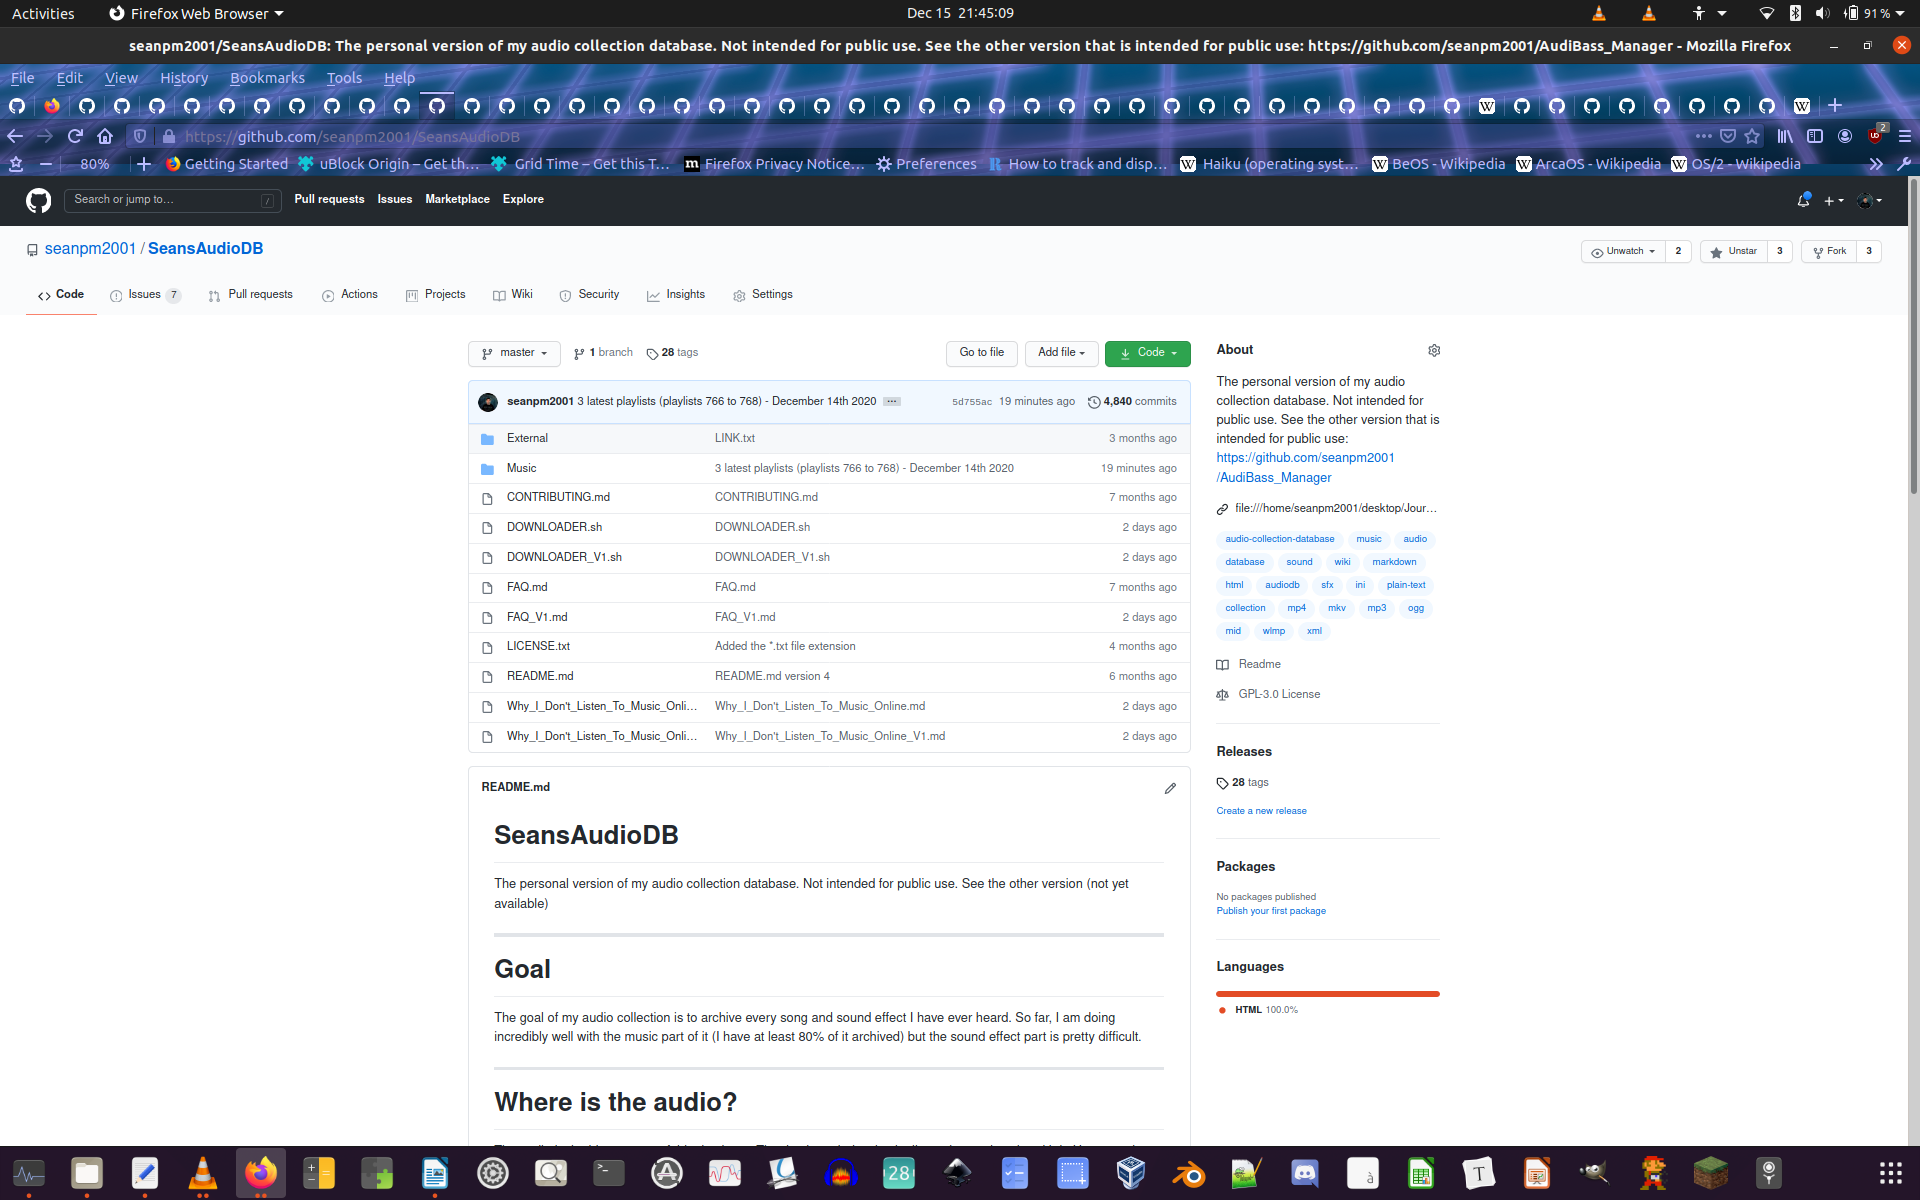 Activities
Firefox Web Browser
Dec 15 21:45:09
91 %
seanpm2001/SeansAudioDB: The personal version of my audio collection database. Not intended for public use. See the other version that is intended for public use: https://github.com/seanpm2001/AudiBass_Manager - Mozilla Firefox
File Edit View History Bookmarks Tools Help
https://github.com/seanpm2001/SeansAudioDB
2
80%
Getting Started
uBlock Origin – Get th…
Grid Time – Get this T…
Firefox Privacy Notice…
Preferences
How to track and disp…
Haiku (operating syst…
BeOS - Wikipedia
ArcaOS - Wikipedia
OS/2 - Wikipedia
Search or jump to… /
Pull requests Issues Marketplace Explore
seanpm2001 / SeansAudioDB
Unwatch 2
Unstar 3
Fork 3
Code
Issues 7
Pull requests
Actions
Projects
Wiki
Security
Insights
Settings
master
1 branch
28 tags
Go to file
Add file
Code
seanpm2001 3 latest playlists (playlists 766 to 768) - December 14th 2020 … 5d755ac 19 minutes ago 4,840 commits
External LINK.txt 3 months ago
Music 3 latest playlists (playlists 766 to 768) - December 14th 2020 19 minutes ago
CONTRIBUTING.md CONTRIBUTING.md 7 months ago
DOWNLOADER.sh DOWNLOADER.sh 2 days ago
DOWNLOADER_V1.sh DOWNLOADER_V1.sh 2 days ago
FAQ.md FAQ.md 7 months ago
FAQ_V1.md FAQ_V1.md 2 days ago
LICENSE.txt Added the *.txt file extension 4 months ago
README.md README.md version 4 6 months ago
Why_I_Don't_Listen_To_Music_Onli… Why_I_Don't_Listen_To_Music_Online.md 2 days ago
Why_I_Don't_Listen_To_Music_Onli… Why_I_Don't_Listen_To_Music_Online_V1.md 2 days ago
README.md
SeansAudioDB
The personal version of my audio collection database. Not intended for public use. See the other version (not yet
available)
Goal
The goal of my audio collection is to archive every song and sound effect I have ever heard. So far, I am doing
incredibly well with the music part of it (I have at least 80% of it archived) but the sound effect part is pretty difficult.
Where is the audio?
About
The personal version of my audio
collection database. Not intended for
public use. See the other version that is
intended for public use:
https://github.com/seanpm2001
/AudiBass_Manager
file:///home/seanpm2001/desktop/Jour…
audio-collection-database music audio
database sound wiki markdown
html audiodb sfx ini plain-text
collection mp4 mkv mp3 ogg
mid wlmp xml
Readme
GPL-3.0 License
Releases
28 tags
Create a new release
Packages
No packages published
Publish your first package
Languages
HTML 100.0%
28